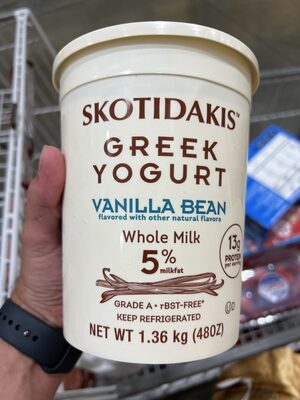 SKOTIDAKIS™
GREEK
YOGURT
VANILLA BEAN
flavored with other natural flavors
Whole Milk
5%
milkfat
13g
PROTEIN
GRADE A • rBST-FREE*
KEEP REFRIGERATED
NET WT 1.36 kg (48OZ)